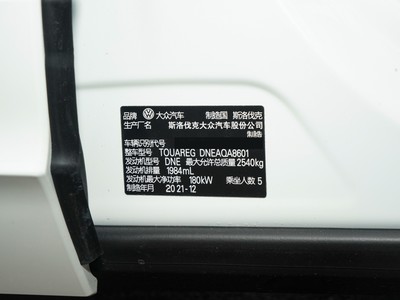 品牌 大众汽车 制造国 斯洛伐克
生产厂名 斯洛伐克大众汽车股份公司
制造
车辆识别代号
整车型号 TOUAREG DNEAQA8601
发动机型号 DNE 最大允许总质量 2540kg
发动机排量 1984mL
发动机最大净功率 180kW 乘坐人数 5
制造年月 2021-12